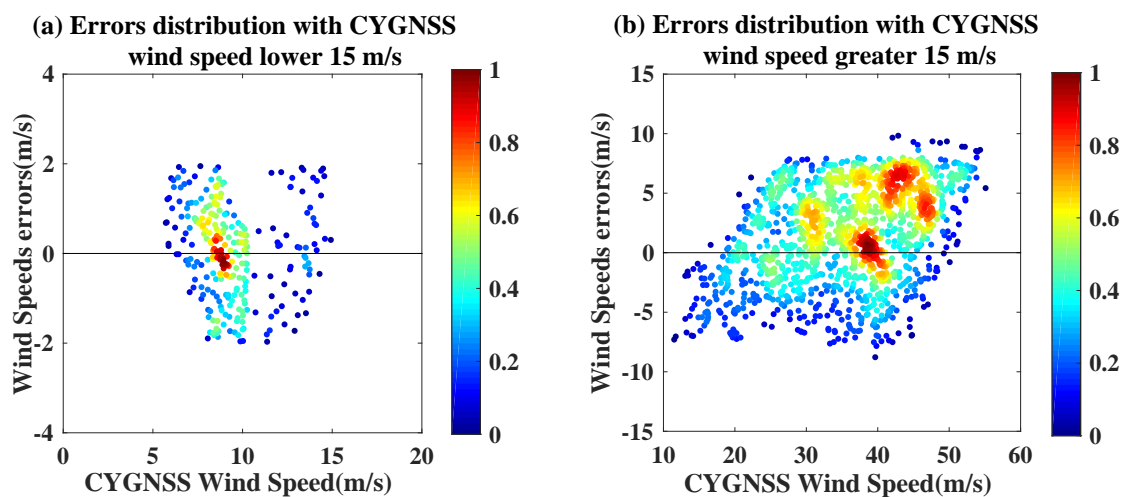 (a) Errors distribution with CYGNSS
wind speed lower 15 m/s
Wind Speeds errors(m/s)
4
2
0
-2
-4
0 5 10 15 20
CYGNSS Wind Speed(m/s)
1
0.8
0.6
0.4
0.2
0
(b) Errors distribution with CYGNSS
wind speed greater 15 m/s
Wind Speeds errors(m/s)
15
10
5
0
-5
-10
-15
10 20 30 40 50 60
CYGNSS Wind Speed(m/s)
1
0.8
0.6
0.4
0.2
0